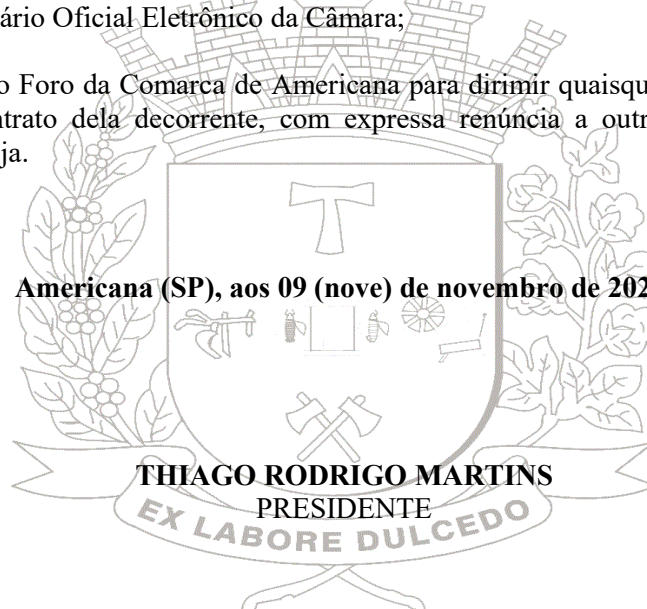 ário Oficial Eletrônico da Câmara;
o Foro da Comarca de Americana para dirimir quaisqu
ntrato dela decorrente, com expressa renúncia a outr
ja.
Americana (SP), aos 09 (nove) de novembro de 202
THIAGO RODRIGO MARTINS
PRESIDENTE
EX LABORE DULCEDO